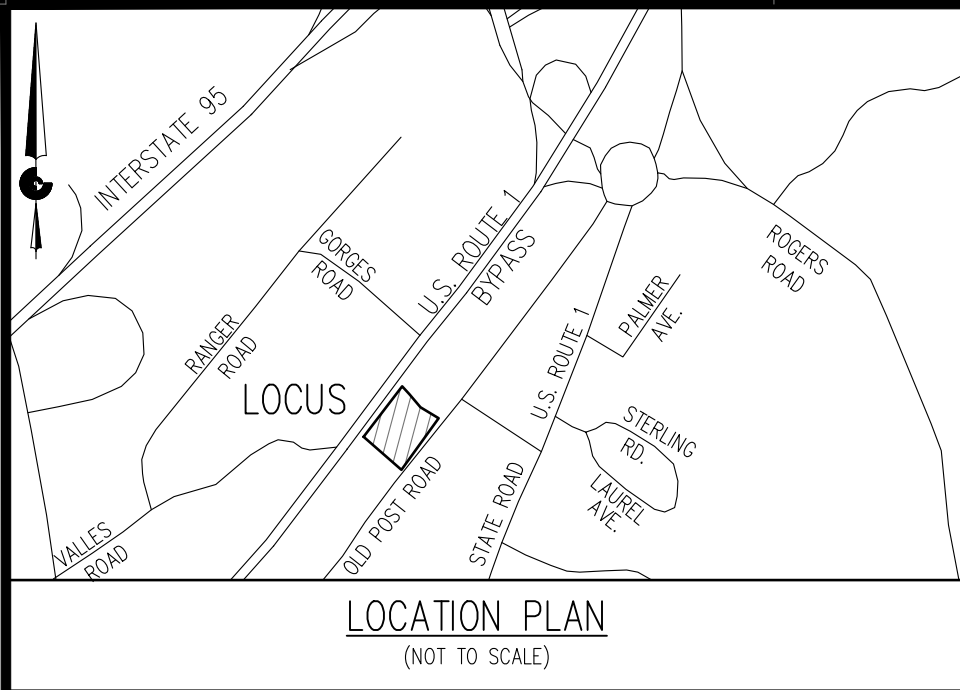 INTERSTATE 95
U.S. ROUTE 1
BYPASS
GORGES
ROAD
ROGERS
ROAD
RANGER
ROAD
PALMER
AVE.
U.S. ROUTE 1
LOCUS
STERLING
RD.
LAUREL
AVE.
OLD POST ROAD
STATE ROAD
VALLES
ROAD
LOCATION PLAN
(NOT TO SCALE)